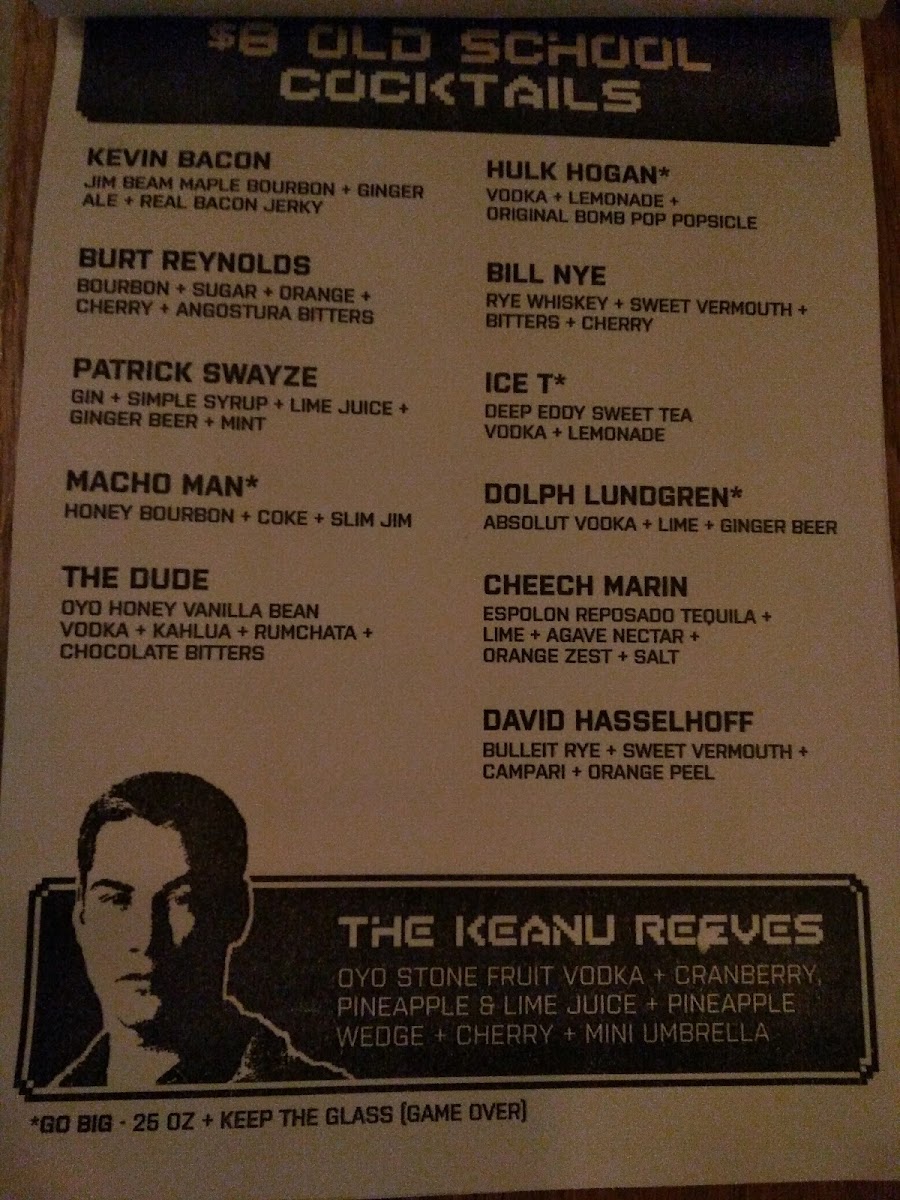 $8 OLD SCHOOL
COCKTAILS
KEVIN BACON
JIM BEAM MAPLE BOURBON + GINGER
ALE + REAL BACON JERKY
BURT REYNOLDS
BOURBON + SUGAR + ORANGE +
CHERRY + ANGOSTURA BITTERS
PATRICK SWAYZE
GIN + SIMPLE SYRUP + LIME JUICE +
GINGER BEER + MINT
MACHO MAN*
HONEY BOURBON + COKE + SLIM JIM
THE DUDE
OYO HONEY VANILLA BEAN
VODKA + KAHLUA + RUMCHATA +
CHOCOLATE BITTERS
HULK HOGAN*
VODKA + LEMONADE +
ORIGINAL BOMB POP POPSICLE
BILL NYE
RYE WHISKEY + SWEET VERMOUTH +
BITTERS + CHERRY
ICE T*
DEEP EDDY SWEET TEA
VODKA + LEMONADE
DOLPH LUNDGREN*
ABSOLUT VODKA + LIME + GINGER BEER
CHEECH MARIN
ESPOLON REPOSADO TEQUILA +
LIME + AGAVE NECTAR +
ORANGE ZEST + SALT
DAVID HASSELHOFF
BULLEIT RYE + SWEET VERMOUTH +
CAMPARI + ORANGE PEEL
THE KEANU REEVES
OYO STONE FRUIT VODKA + CRANBERRY,
PINEAPPLE & LIME JUICE + PINEAPPLE
WEDGE + CHERRY + MINI UMBRELLA
*GO BIG - 25 OZ + KEEP THE GLASS (GAME OVER)